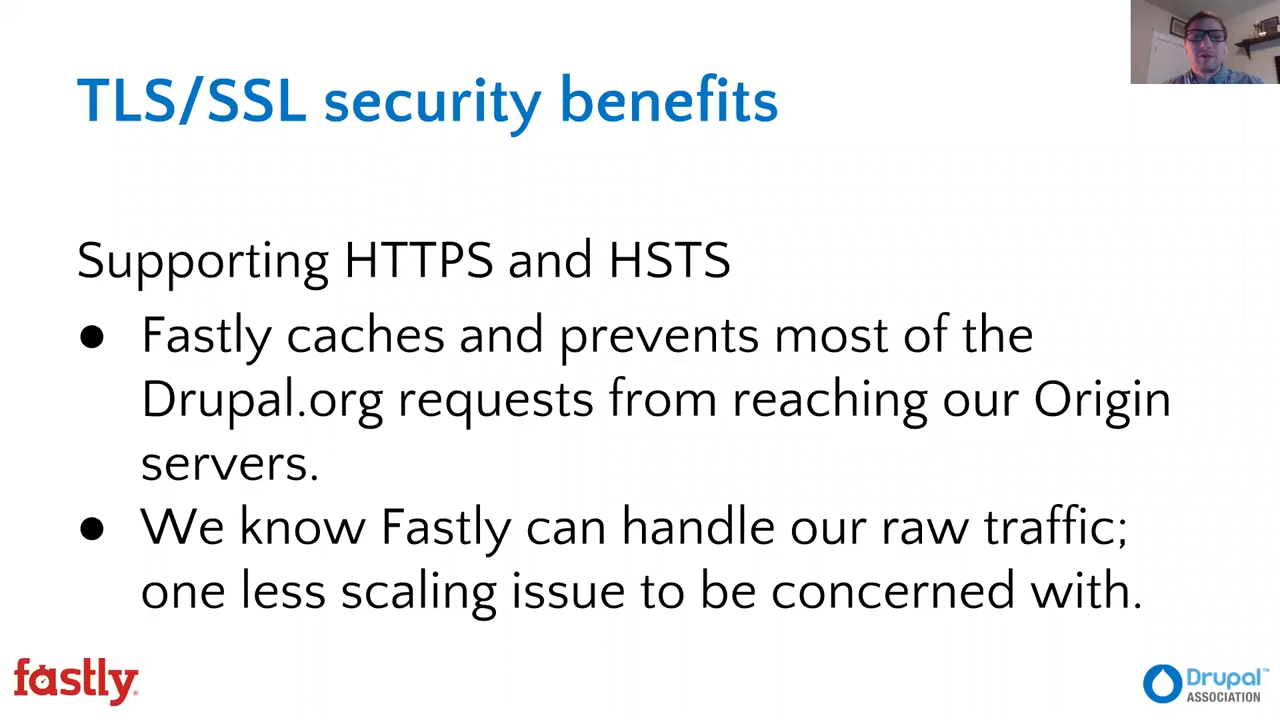 TLS/SSL security benefits
Supporting HTTPS and HSTS
● Fastly caches and prevents most of the
Drupal.org requests from reaching our Origin
servers.
● We know Fastly can handle our raw traffic;
one less scaling issue to be concerned with.
fastly®
Drupal™
ASSOCIATION